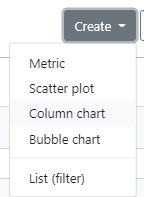 Create
Metric
Scatter plot
Column chart
Bubble chart
List (filter)